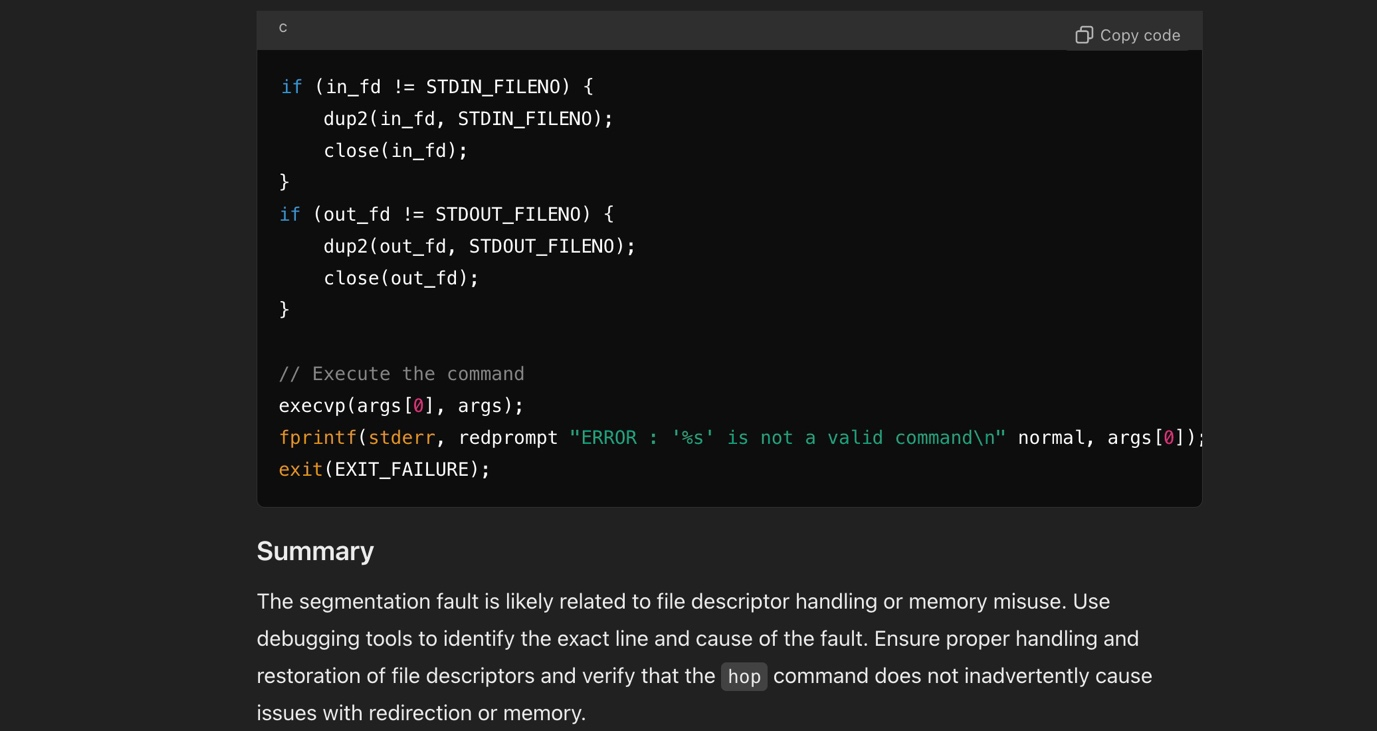 c
Copy code
if (in_fd != STDIN_FILENO) {
    dup2(in_fd, STDIN_FILENO);
    close(in_fd);
}
if (out_fd != STDOUT_FILENO) {
    dup2(out_fd, STDOUT_FILENO);
    close(out_fd);
}
// Execute the command
execvp(args[0], args);
fprintf(stderr, redprompt "ERROR : '%s' is not a valid command\n" normal, args[0]);
exit(EXIT_FAILURE);
Summary
The segmentation fault is likely related to file descriptor handling or memory misuse. Use
debugging tools to identify the exact line and cause of the fault. Ensure proper handling and
restoration of file descriptors and verify that the hop command does not inadvertently cause
issues with redirection or memory.